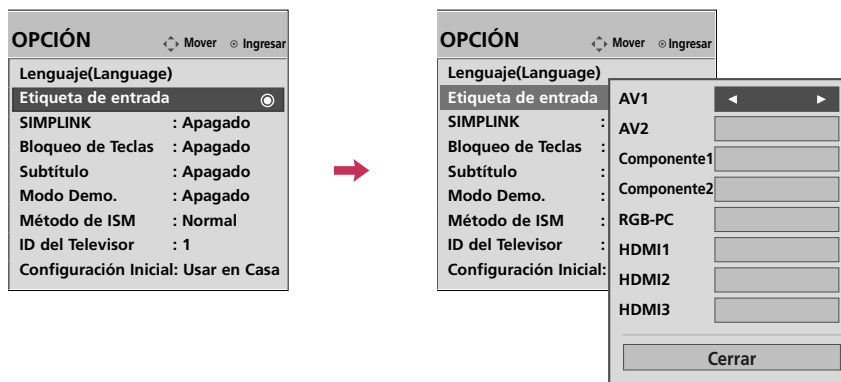 OPCIÓN Mover Ingresar
Lenguaje(Language)
Etiqueta de entrada
SIMPLINK : Apagado
Bloqueo de Teclas : Apagado
Subtítulo : Apagado
Modo Demo. : Apagado
Método de ISM : Normal
ID del Televisor : 1
Configuración Inicial: Usar en Casa
OPCIÓN Mover Ingresar
Lenguaje(Language)
Etiqueta de entrada
SIMPLINK :
Bloqueo de Teclas :
Subtítulo :
Modo Demo. :
Método de ISM :
ID del Televisor :
Configuración Inicial:
AV1
AV2
Componente1
Componente2
RGB-PC
HDMI1
HDMI2
HDMI3
Cerrar